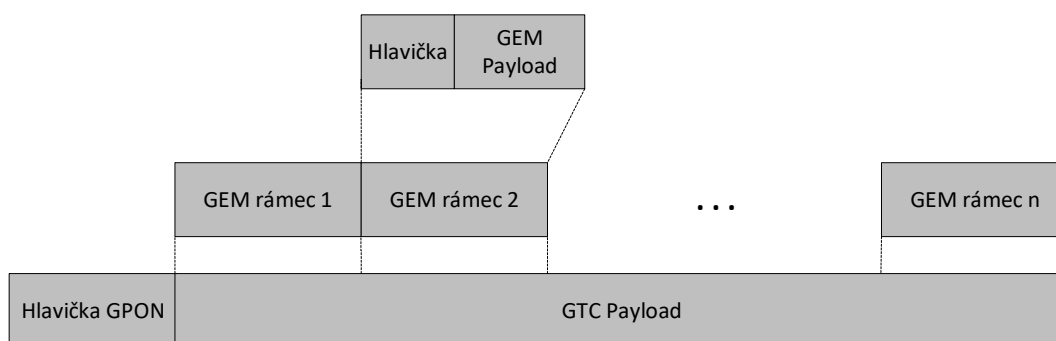 Hlavička
GEM
Payload
GEM rámec 1
GEM rámec 2
. . .
GEM rámec n
Hlavička GPON
GTC Payload